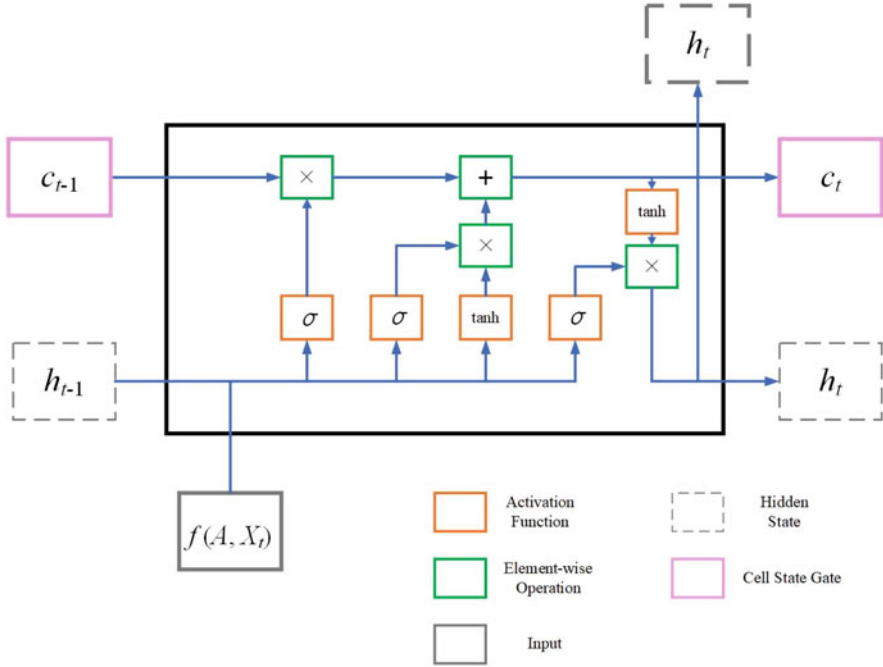 h_t
c_{t-1}
×
+
c_t
tanh
×
×
σ
σ
tanh
σ
h_{t-1}
h_t
f(A, X_t)
Activation
Function
Hidden
State
Element-wise
Operation
Cell State Gate
Input